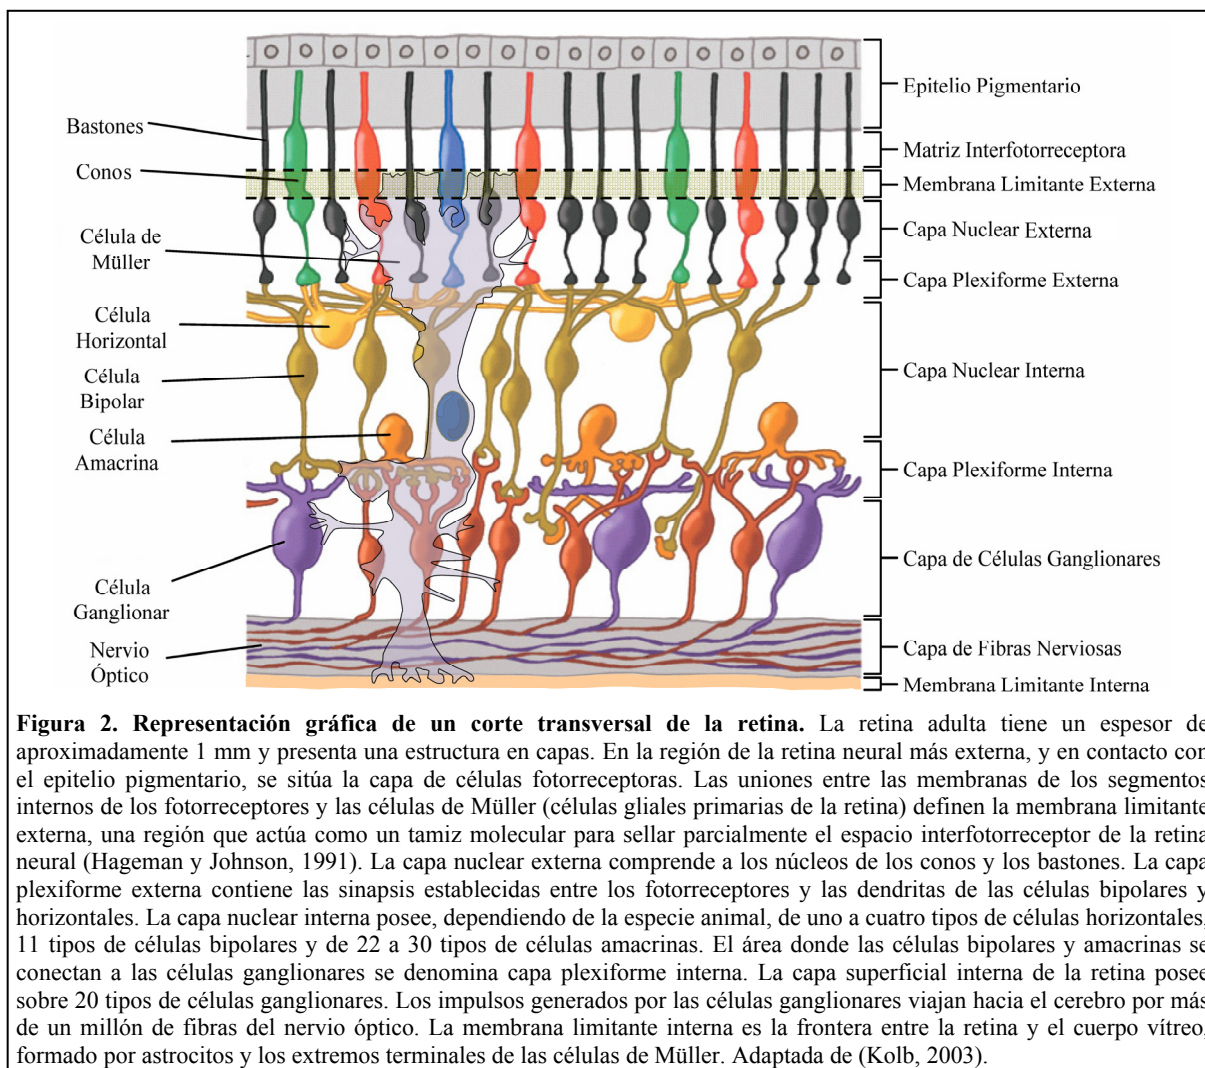 Bastones
Conos
Célula de
Müller
Célula
Horizontal
Célula
Bipolar
Célula
Amacrina
Célula
Ganglionar
Nervio
Óptico
Epitelio Pigmentario
Matriz Interfotorreceptora
Membrana Limitante Externa
Capa Nuclear Externa
Capa Plexiforme Externa
Capa Nuclear Interna
Capa Plexiforme Interna
Capa de Células Ganglionares
Capa de Fibras Nerviosas
Membrana Limitante Interna
Figura 2. Representación gráfica de un corte transversal de la retina. La retina adulta tiene un espesor de
aproximadamente 1 mm y presenta una estructura en capas. En la región de la retina neural más externa, y en contacto con
el epitelio pigmentario, se sitúa la capa de células fotorreceptoras. Las uniones entre las membranas de los segmentos
internos de los fotorreceptores y las células de Müller (células gliales primarias de la retina) definen la membrana limitante
externa, una región que actúa como un tamiz molecular para sellar parcialmente el espacio interfotorreceptor de la retina
neural (Hageman y Johnson, 1991). La capa nuclear externa comprende a los núcleos de los conos y los bastones. La capa
plexiforme externa contiene las sinapsis establecidas entre los fotorreceptores y las dendritas de las células bipolares y
horizontales. La capa nuclear interna posee, dependiendo de la especie animal, de uno a cuatro tipos de células horizontales,
11 tipos de células bipolares y de 22 a 30 tipos de células amacrinas. El área donde las células bipolares y amacrinas se
conectan a las células ganglionares se denomina capa plexiforme interna. La capa superficial interna de la retina posee
sobre 20 tipos de células ganglionares. Los impulsos generados por las células ganglionares viajan hacia el cerebro por más
de un millón de fibras del nervio óptico. La membrana limitante interna es la frontera entre la retina y el cuerpo vítreo,
formado por astrocitos y los extremos terminales de las células de Müller. Adaptada de (Kolb, 2003).